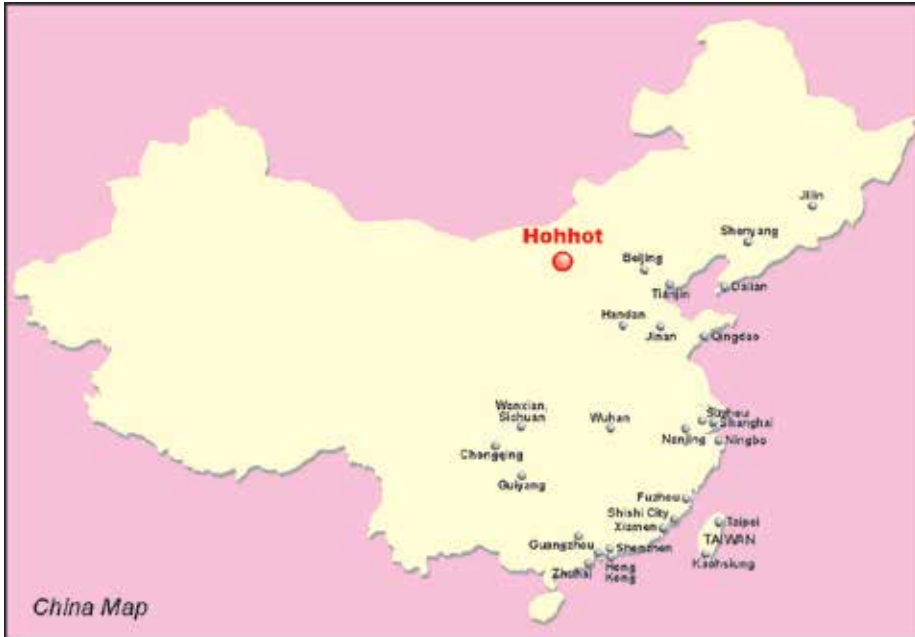 Jilin
Shenyang
Hohhot
Beijing
Tianjin
Dalian
Handan
Jinan
Qingdao
Wanxian,
Sichuan
Wuhan
Suzhou
Shanghai
Nanjing
Ningbo
Chongqing
Guiyang
Fuzhou
Shishi City
Xiamen
Taipei
TAIWAN
Guangzhou
Shenzhen
Kaohsiung
Zhuhai
Hong
Kong
China Map